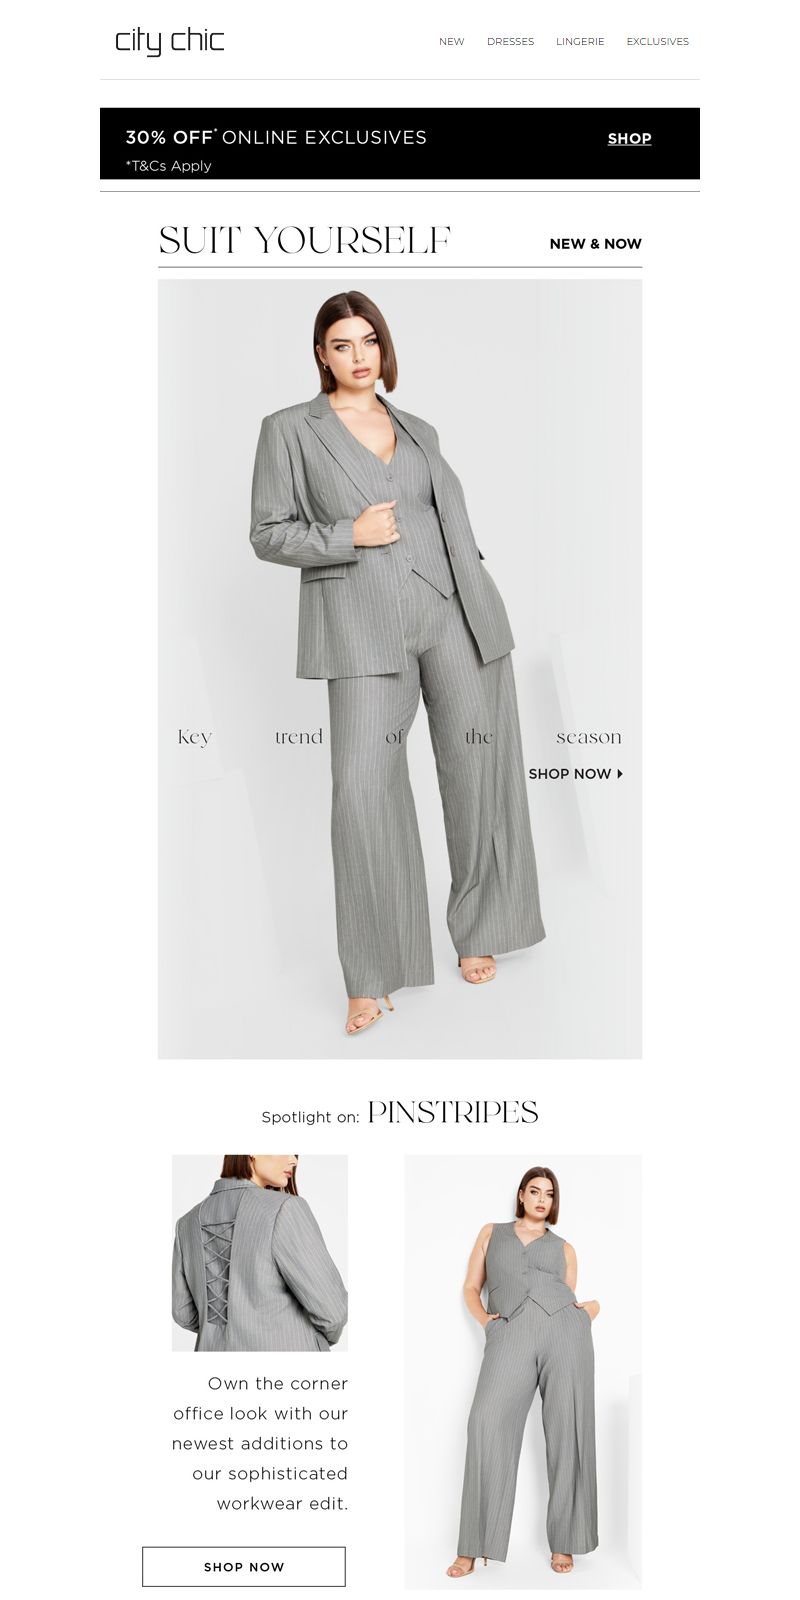 city chic
NEW DRESSES LINGERIE EXCLUSIVES
30% OFF* ONLINE EXCLUSIVES
SHOP
*T&Cs Apply
SUIT YOURSELF
NEW & NOW
Key trend of the season
SHOP NOW
Spotlight on: PINSTRIPES
Own the corner
office look with our
newest additions to
our sophisticated
workwear edit.
SHOP NOW